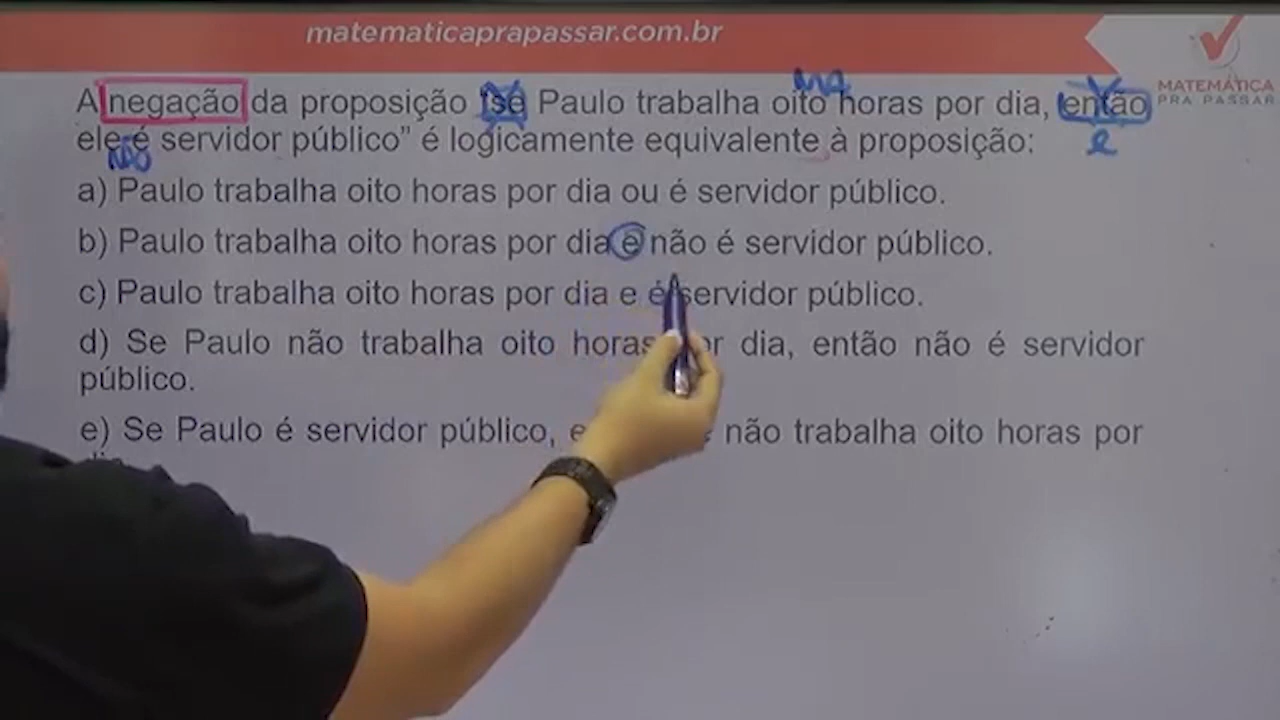 matematicaprapassar.com.br
MATEMÁTICA
PRA PASSAR
MA
A negação da proposição "se Paulo trabalha oito horas por dia, então
ele é servidor público" é logicamente equivalente à proposição:
NÃO
e
a) Paulo trabalha oito horas por dia ou é servidor público.
b) Paulo trabalha oito horas por dia e não é servidor público.
c) Paulo trabalha oito horas por dia e é servidor público.
d) Se Paulo não trabalha oito horas por dia, então não é servidor
público.
e) Se Paulo é servidor público, não trabalha oito horas por